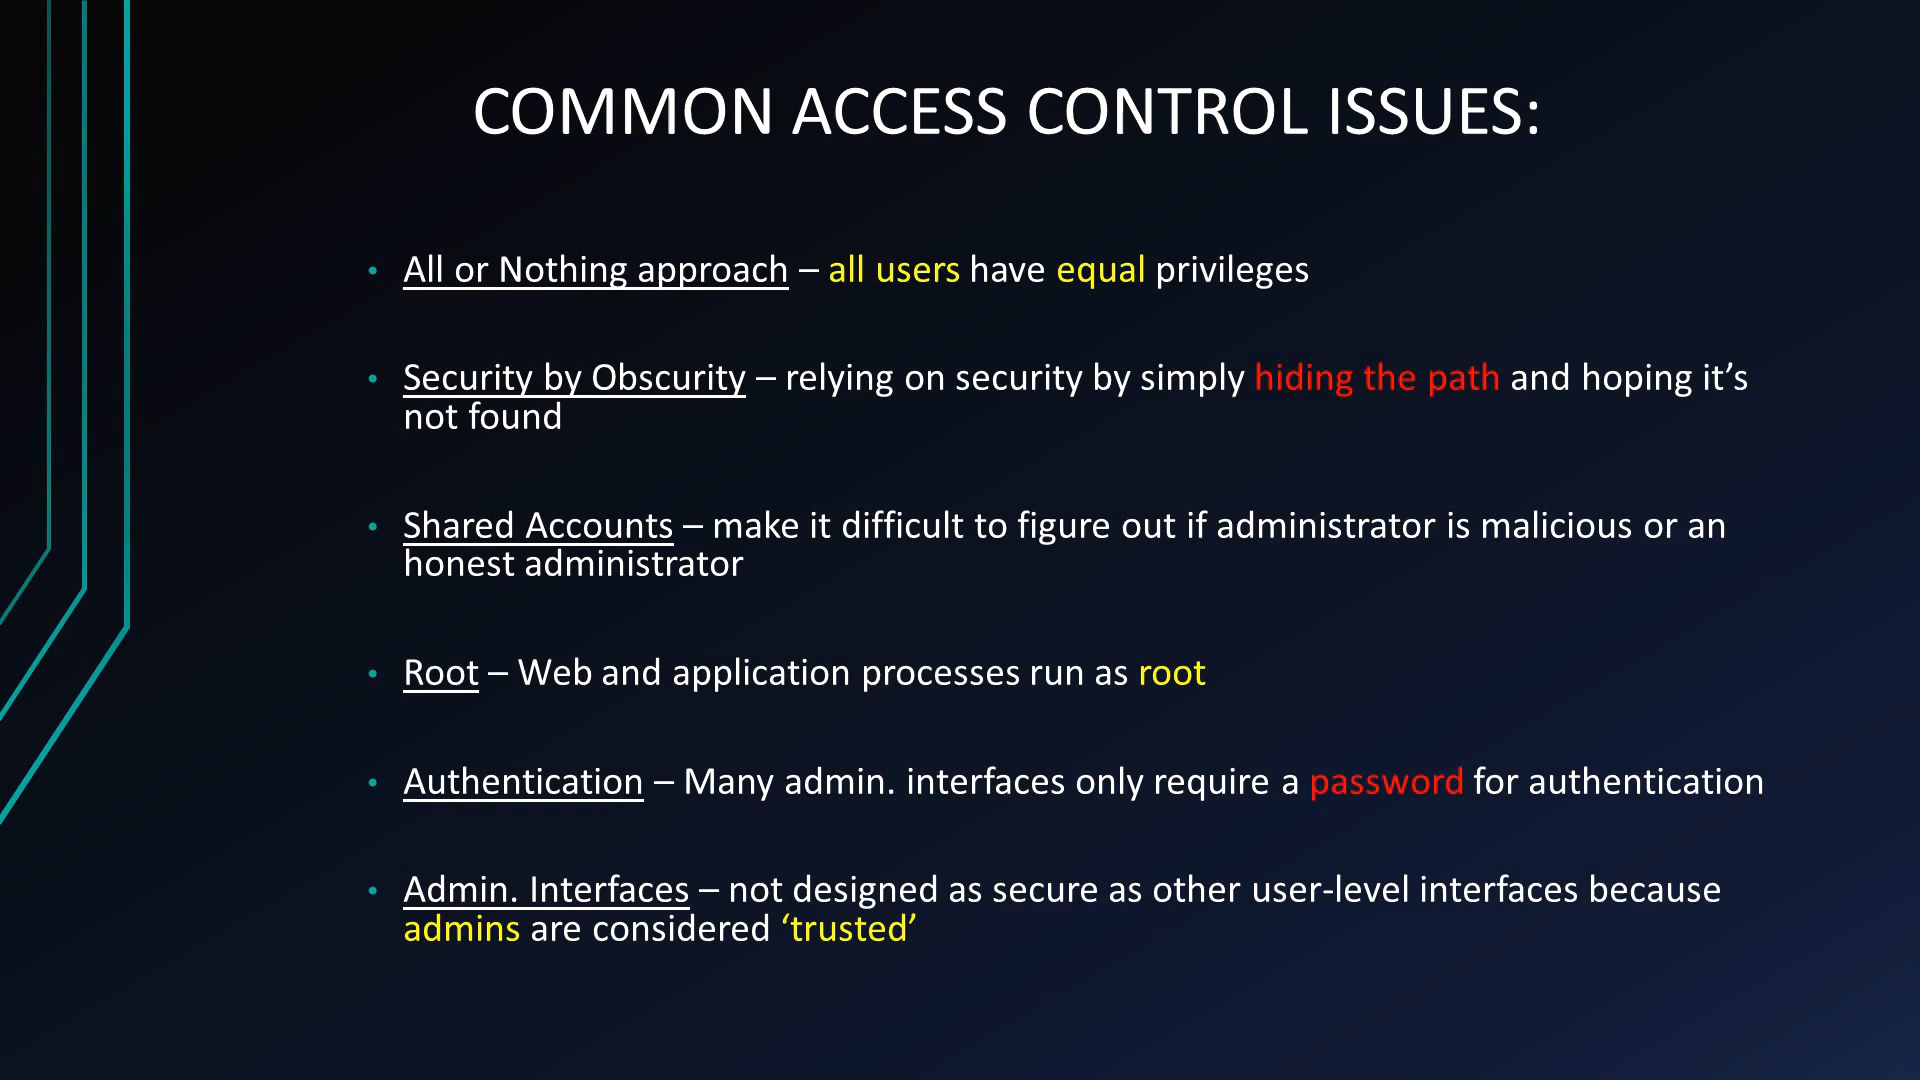 COMMON ACCESS CONTROL ISSUES:
• All or Nothing approach – all users have equal privileges
• Security by Obscurity – relying on security by simply hiding the path and hoping it’s
not found
• Shared Accounts – make it difficult to figure out if administrator is malicious or an
honest administrator
• Root – Web and application processes run as root
• Authentication – Many admin. interfaces only require a password for authentication
• Admin. Interfaces – not designed as secure as other user-level interfaces because
admins are considered ‘trusted’